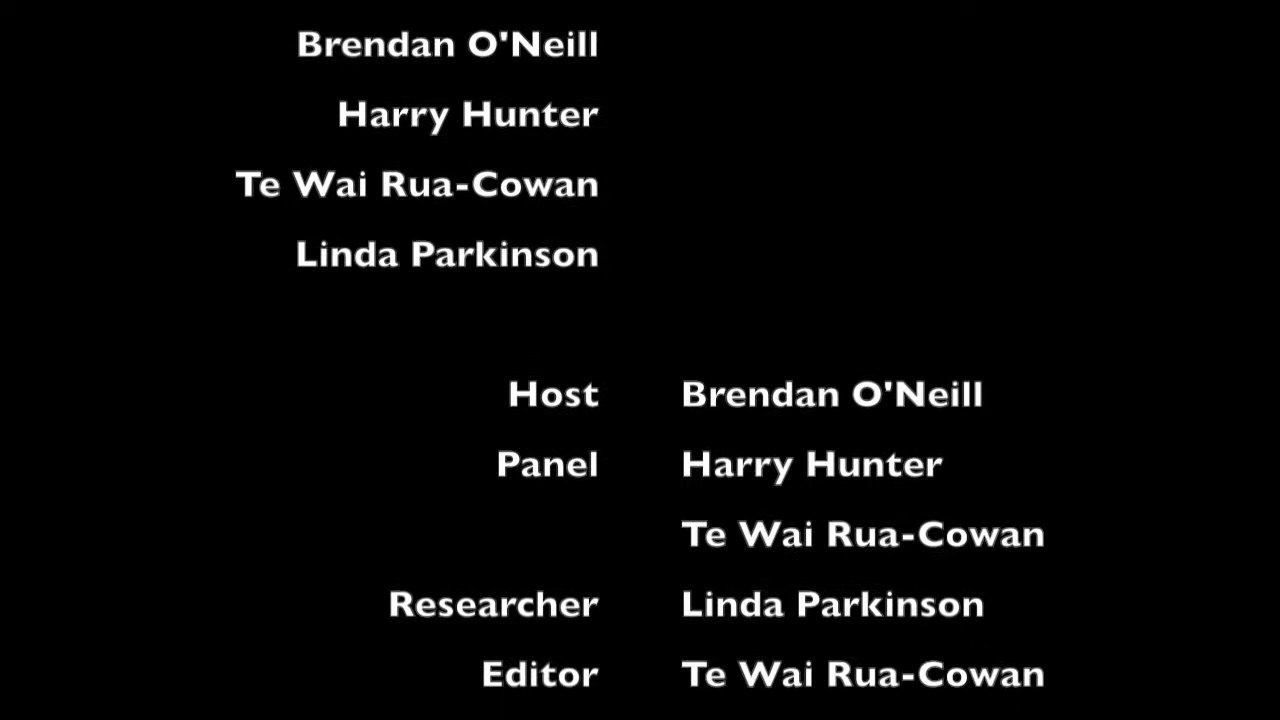 Brendan O'Neill
Harry Hunter
Te Wai Rua-Cowan
Linda Parkinson
Host Brendan O'Neill
Panel Harry Hunter
Te Wai Rua-Cowan
Researcher Linda Parkinson
Editor Te Wai Rua-Cowan